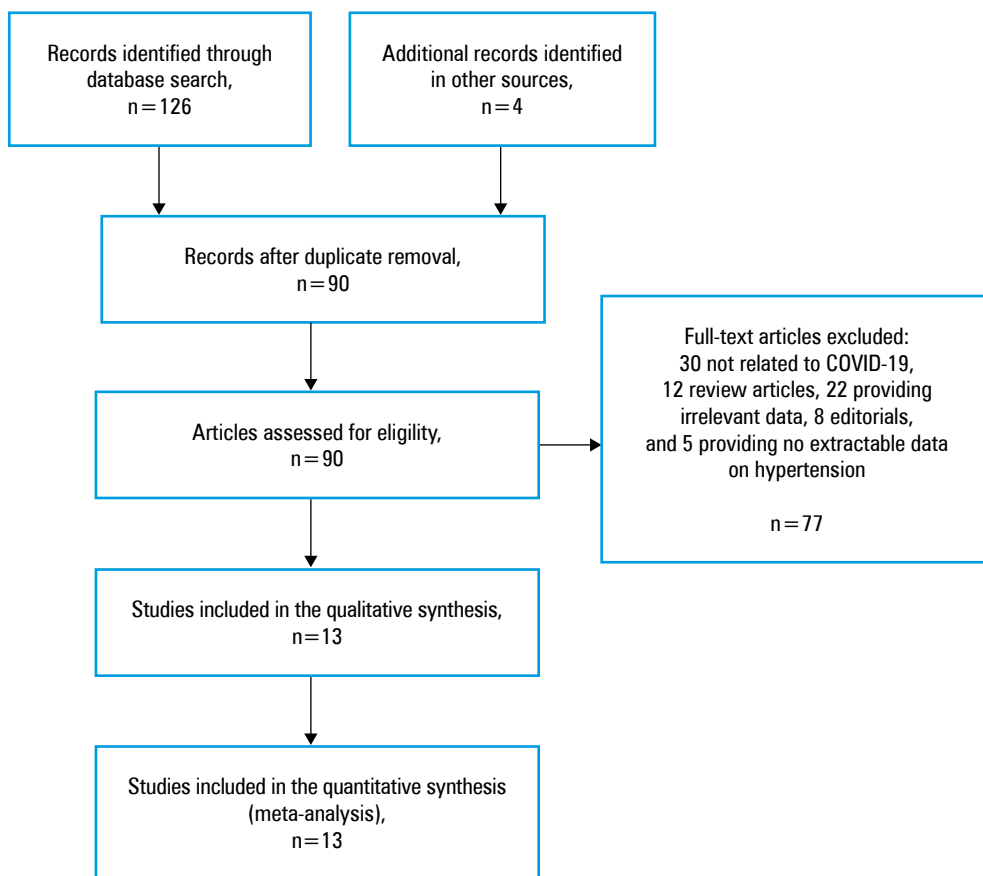 Records identified through
database search,
n=126
Additional records identified
in other sources,
n=4
Records after duplicate removal,
n=90
Full-text articles excluded:
30 not related to COVID-19,
12 review articles, 22 providing
irrelevant data, 8 editorials,
and 5 providing no extractable data
on hypertension
n=77
Articles assessed for eligility,
n=90
Studies included in the qualitative synthesis,
n=13
Studies included in the quantitative synthesis
(meta-analysis),
n=13